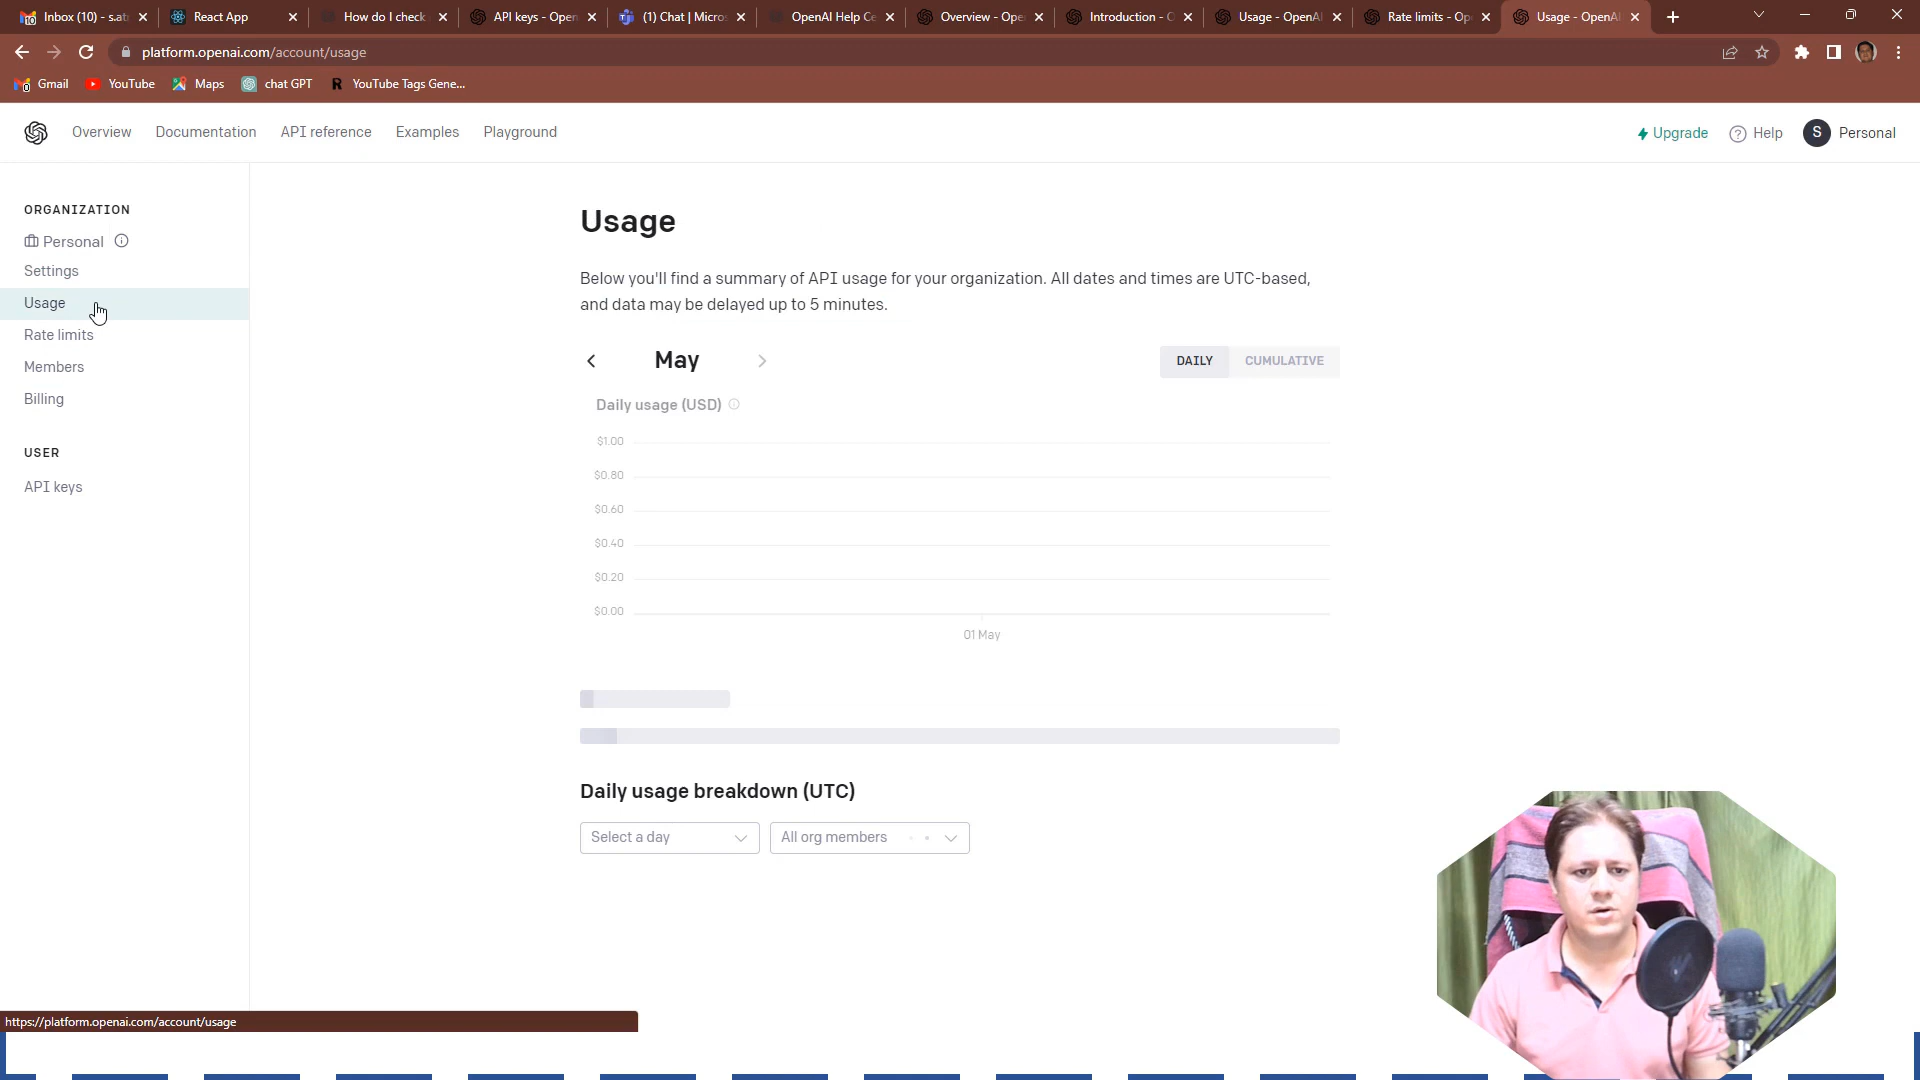 Inbox (10) - s.at
React App
How do I check
API keys - Open
(1) Chat | Micros
OpenAI Help Ce
Overview - Ope
Introduction - O
Usage - OpenAI
Rate limits - Op
Usage - OpenAI
platform.openai.com/account/usage
Gmail
YouTube
Maps
chat GPT
R
YouTube Tags Gene...
Overview
Documentation
API reference
Examples
Playground
Upgrade
Help
S
Personal
ORGANIZATION
Personal
Settings
Usage
Rate limits
Members
Billing
USER
API keys
Usage
Below you'll find a summary of API usage for your organization. All dates and times are UTC-based,
and data may be delayed up to 5 minutes.
May
DAILY
CUMULATIVE
Daily usage (USD)
$1.00
$0.80
$0.60
$0.40
$0.20
$0.00
01 May
Daily usage breakdown (UTC)
Select a day
All org members
https://platform.openai.com/account/usage